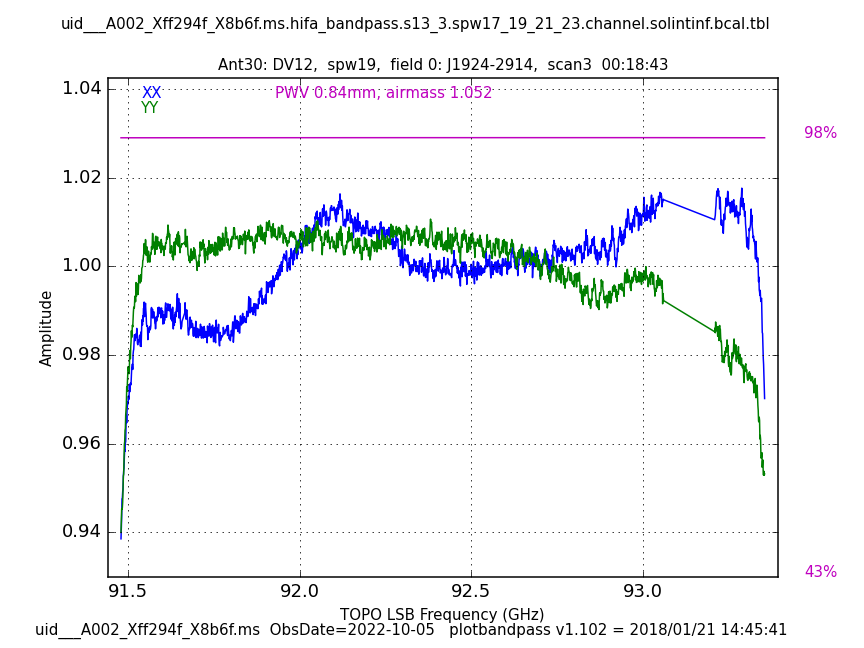 uid___A002_Xff294f_X8b6f.ms.hifa_bandpass.s13_3.spw17_19_21_23.channel.solintinf.bcal.tbl
Ant30: DV12,  spw19,  field 0: J1924-2914,  scan3  00:18:43
1.04
XX
PWV 0.84mm, airmass 1.052
YY
98%
1.02
1.00
Amplitude
0.98
0.96
0.94
43%
91.5
92.0
92.5
93.0
TOPO LSB Frequency (GHz)
uid___A002_Xff294f_X8b6f.ms  ObsDate=2022-10-05   plotbandpass v1.102 = 2018/01/21 14:45:41